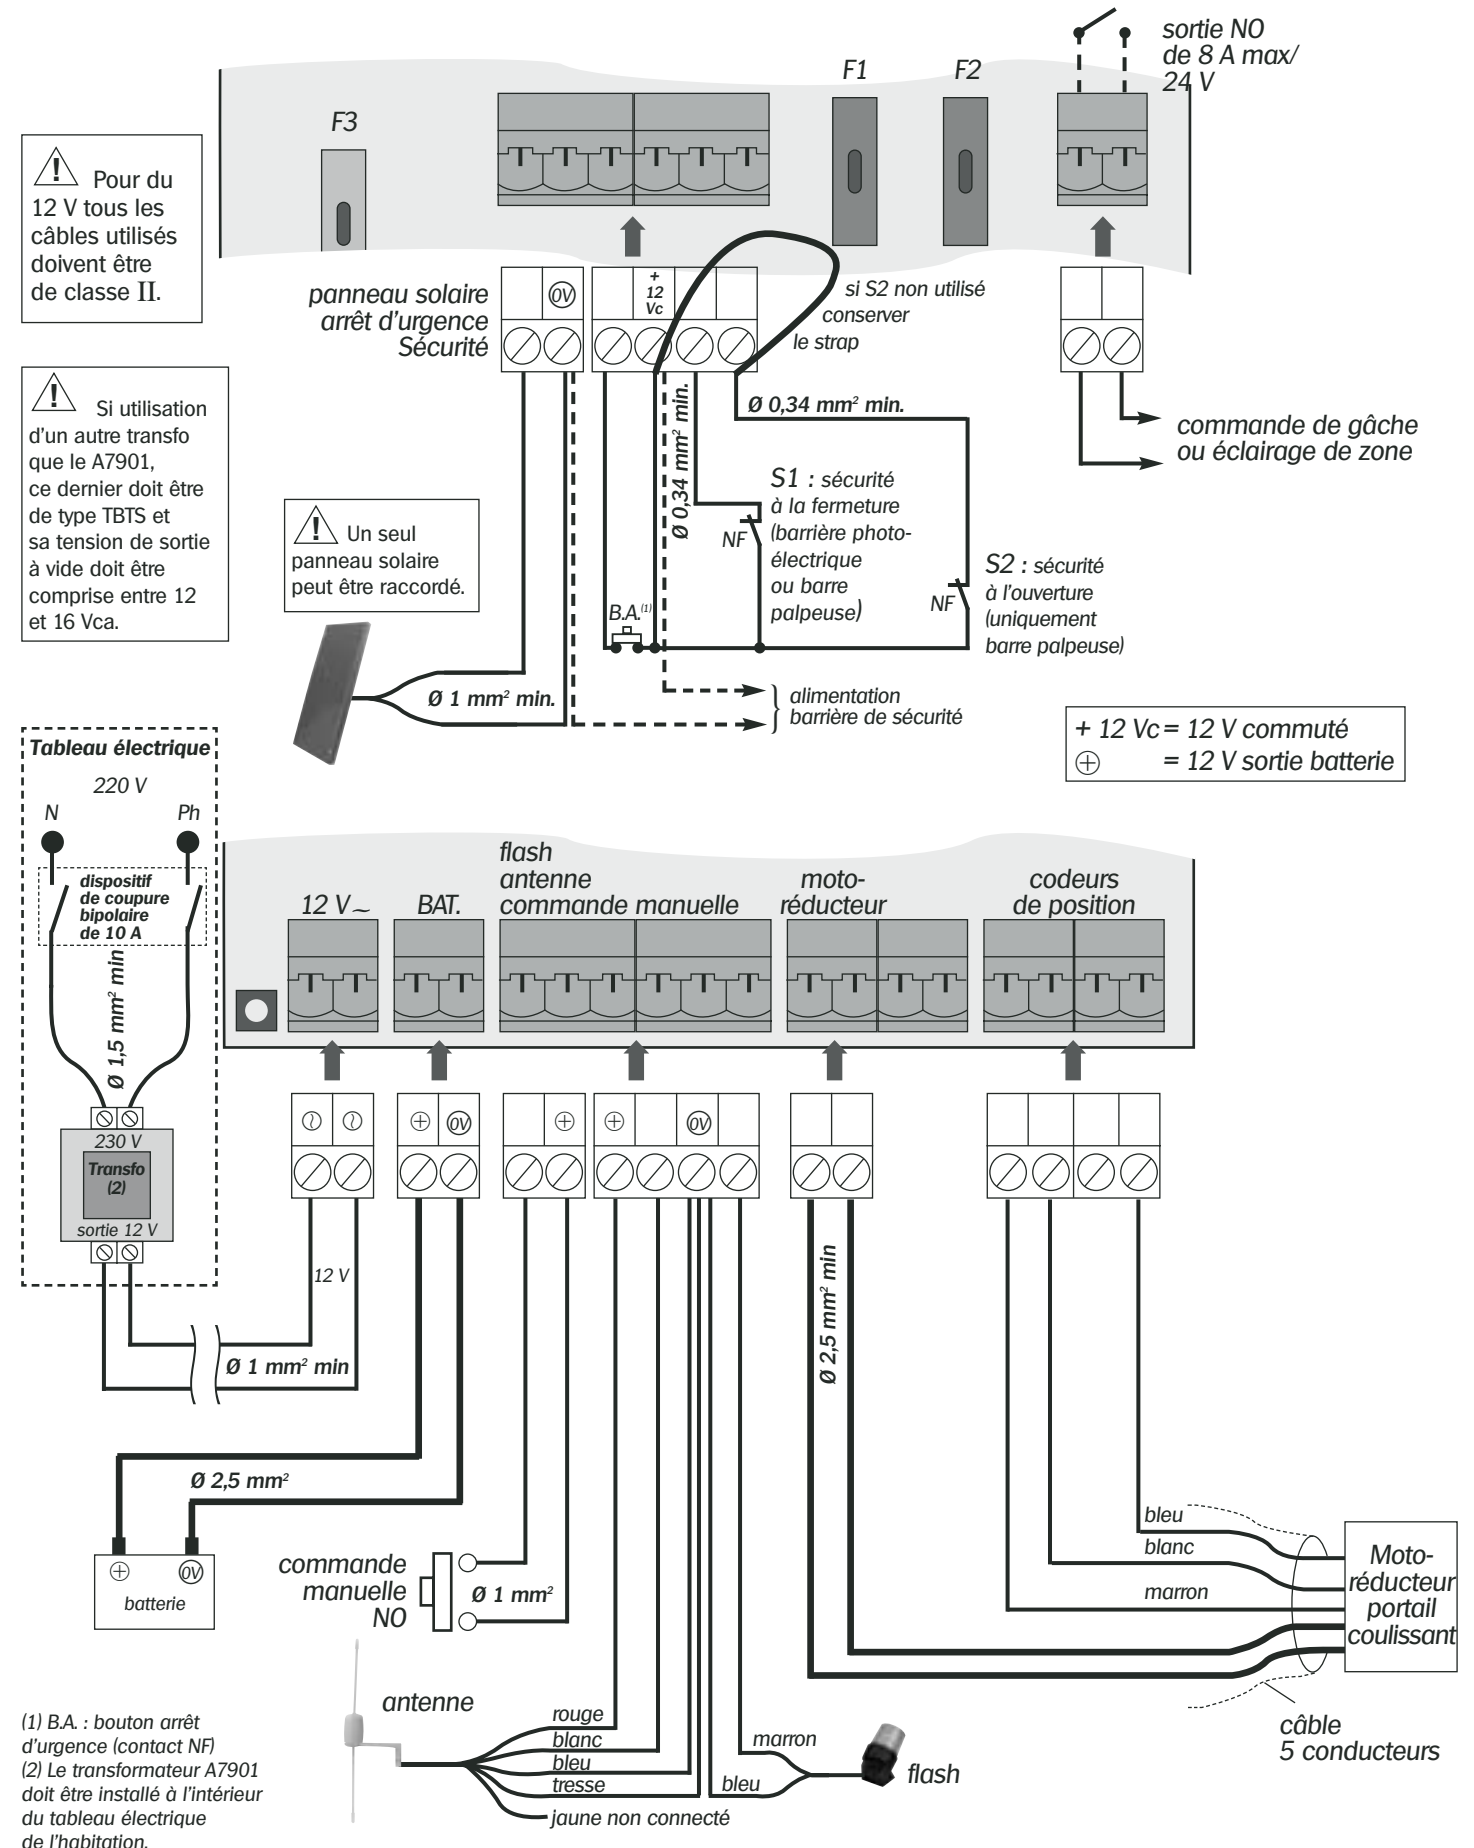 sortie NO
de 8 A max/
24 V
F1
F2
F3
! Pour du
12 V tous les
câbles utilisés
doivent être
de classe II.
0V
+
12
Vc
panneau solaire
arrêt d'urgence
Sécurité
si S2 non utilisé
conserver
le strap
! Si utilisation
d'un autre transfo
que le A7901,
ce dernier doit être
de type TBTS et
sa tension de sortie
à vide doit être
comprise entre 12
et 16 Vca.
Ø 0,34 mm² min.
Ø 0,34 mm² min.
commande de gâche
ou éclairage de zone
! Un seul
panneau solaire
peut être raccordé.
S1 : sécurité
à la fermeture
(barrière photo-
électrique
ou barre
palpeuse)
NF
S2 : sécurité
à l'ouverture
(uniquement
barre palpeuse)
NF
B.A.(1)
Ø 1 mm² min.
alimentation
barrière de sécurité
+ 12 Vc = 12 V commuté
⊕ = 12 V sortie batterie
Tableau électrique
220 V
N
Ph
dispositif
de coupure
bipolaire
de 10 A
Ø 1,5 mm² min
230 V
Transfo
(2)
sortie 12 V
12 V~
BAT.
flash
antenne
commande manuelle
moto-
réducteur
codeurs
de position
~ ~
⊕ 0V
⊕
⊕
0V
12 V
Ø 1 mm² min
Ø 2,5 mm² min
Ø 2,5 mm²
⊕ 0V
batterie
commande
manuelle
NO
Ø 1 mm²
bleu
blanc
marron
Moto-
réducteur
portail
coulissant
câble
5 conducteurs
antenne
rouge
blanc
bleu
tresse
jaune non connecté
marron
bleu
flash
(1) B.A. : bouton arrêt
d'urgence (contact NF)
(2) Le transformateur A7901
doit être installé à l'intérieur
du tableau électrique
de l'habitation.